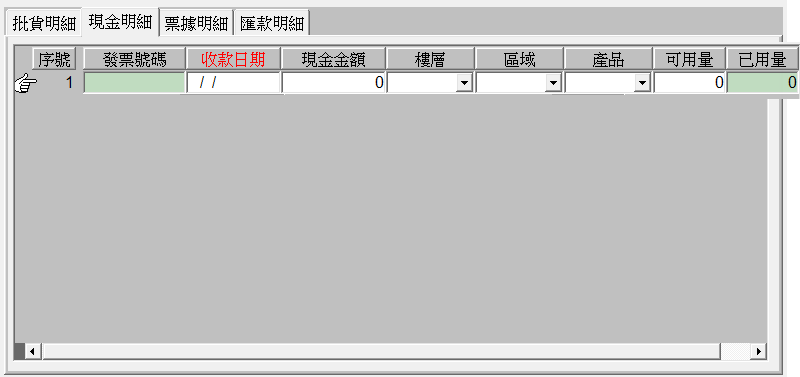 批貨明細 現金明細 票據明細 匯款明細
序號 發票號碼 收款日期 現金金額 樓層 區域 產品 可用量 已用量
1 / / 0 0 0